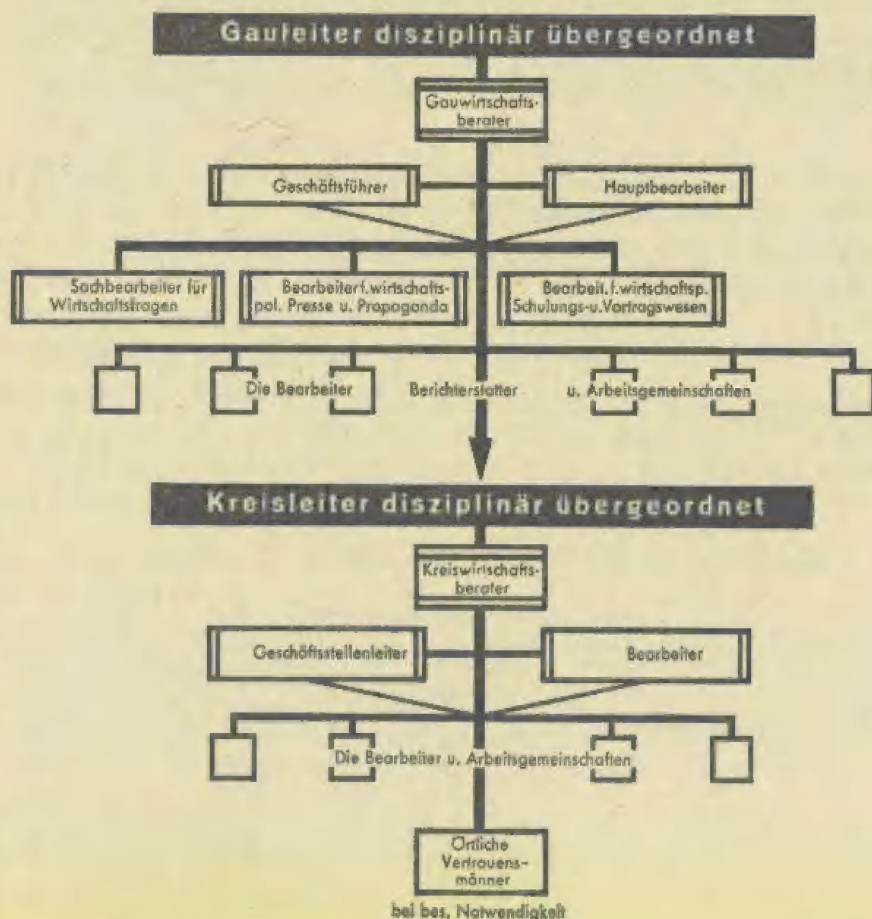 Gauleiter disziplinär übergeordnet
Gauwirtschafts-
berater
Geschäftsführer
Hauptbearbeiter
Sachbearbeiter für
Wirtschaftsfragen
Bearbeiter f. wirtschafts-
pol. Presse u. Propaganda
Bearbeit. f. wirtschaftsp.
Schulungs- u. Vortragswesen
Die Bearbeiter Berichterstatter u. Arbeitsgemeinschaften
Kreisleiter disziplinär übergeordnet
Kreiswirtschafts-
berater
Geschäftsstellenleiter
Bearbeiter
Die Bearbeiter u. Arbeitsgemeinschaften
Örtliche
Vertrauens-
männer
bei bes. Notwendigkeit